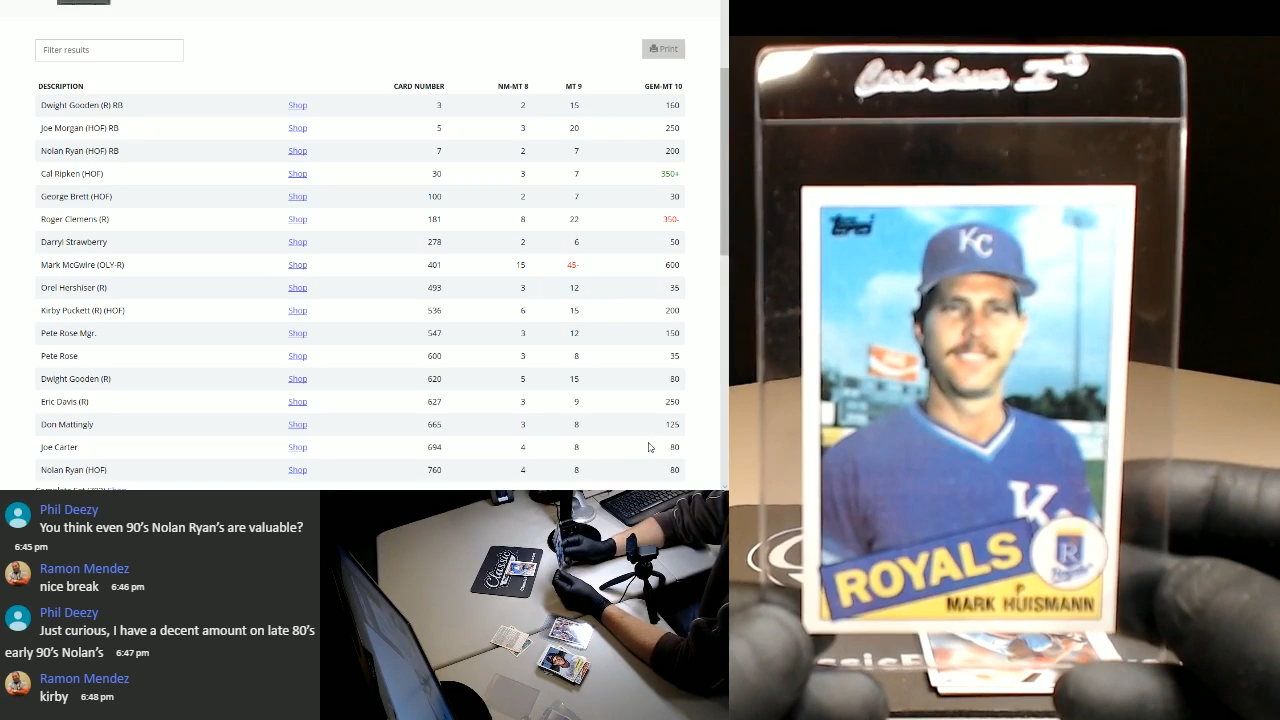 Filter results
Print
DESCRIPTION CARD NUMBER NM-MT 8 MT 9 GEM-MT 10
Dwight Gooden (R) RB Shop 3 2 15 160
Joe Morgan (HOF) RB Shop 5 3 20 250
Nolan Ryan (HOF) RB Shop 7 2 7 200
Cal Ripken (HOF) Shop 30 3 7 350+
George Brett (HOF) Shop 100 2 7 30
Roger Clemens (R) Shop 181 8 22 350-
Darryl Strawberry Shop 278 2 6 50
Mark McGwire (OLY-R) Shop 401 15 45- 600
Orel Hershiser (R) Shop 493 3 12 35
Kirby Puckett (R) (HOF) Shop 536 6 15 200
Pete Rose Mgr. Shop 547 3 12 150
Pete Rose Shop 600 3 8 35
Dwight Gooden (R) Shop 620 5 15 80
Eric Davis (R) Shop 627 3 9 250
Don Mattingly Shop 665 3 8 125
Joe Carter Shop 694 4 8 80
Nolan Ryan (HOF) Shop 760 4 8 80
Phil Deezy
You think even 90's Nolan Ryan's are valuable?
6:45 pm
Ramon Mendez
nice break 6:46 pm
Phil Deezy
Just curious, I have a decent amount on late 80's
early 90's Nolan's 6:47 pm
Ramon Mendez
kirby 6:48 pm
Card Saver I
Topps
KC
ROYALS
P
MARK HUISMANN